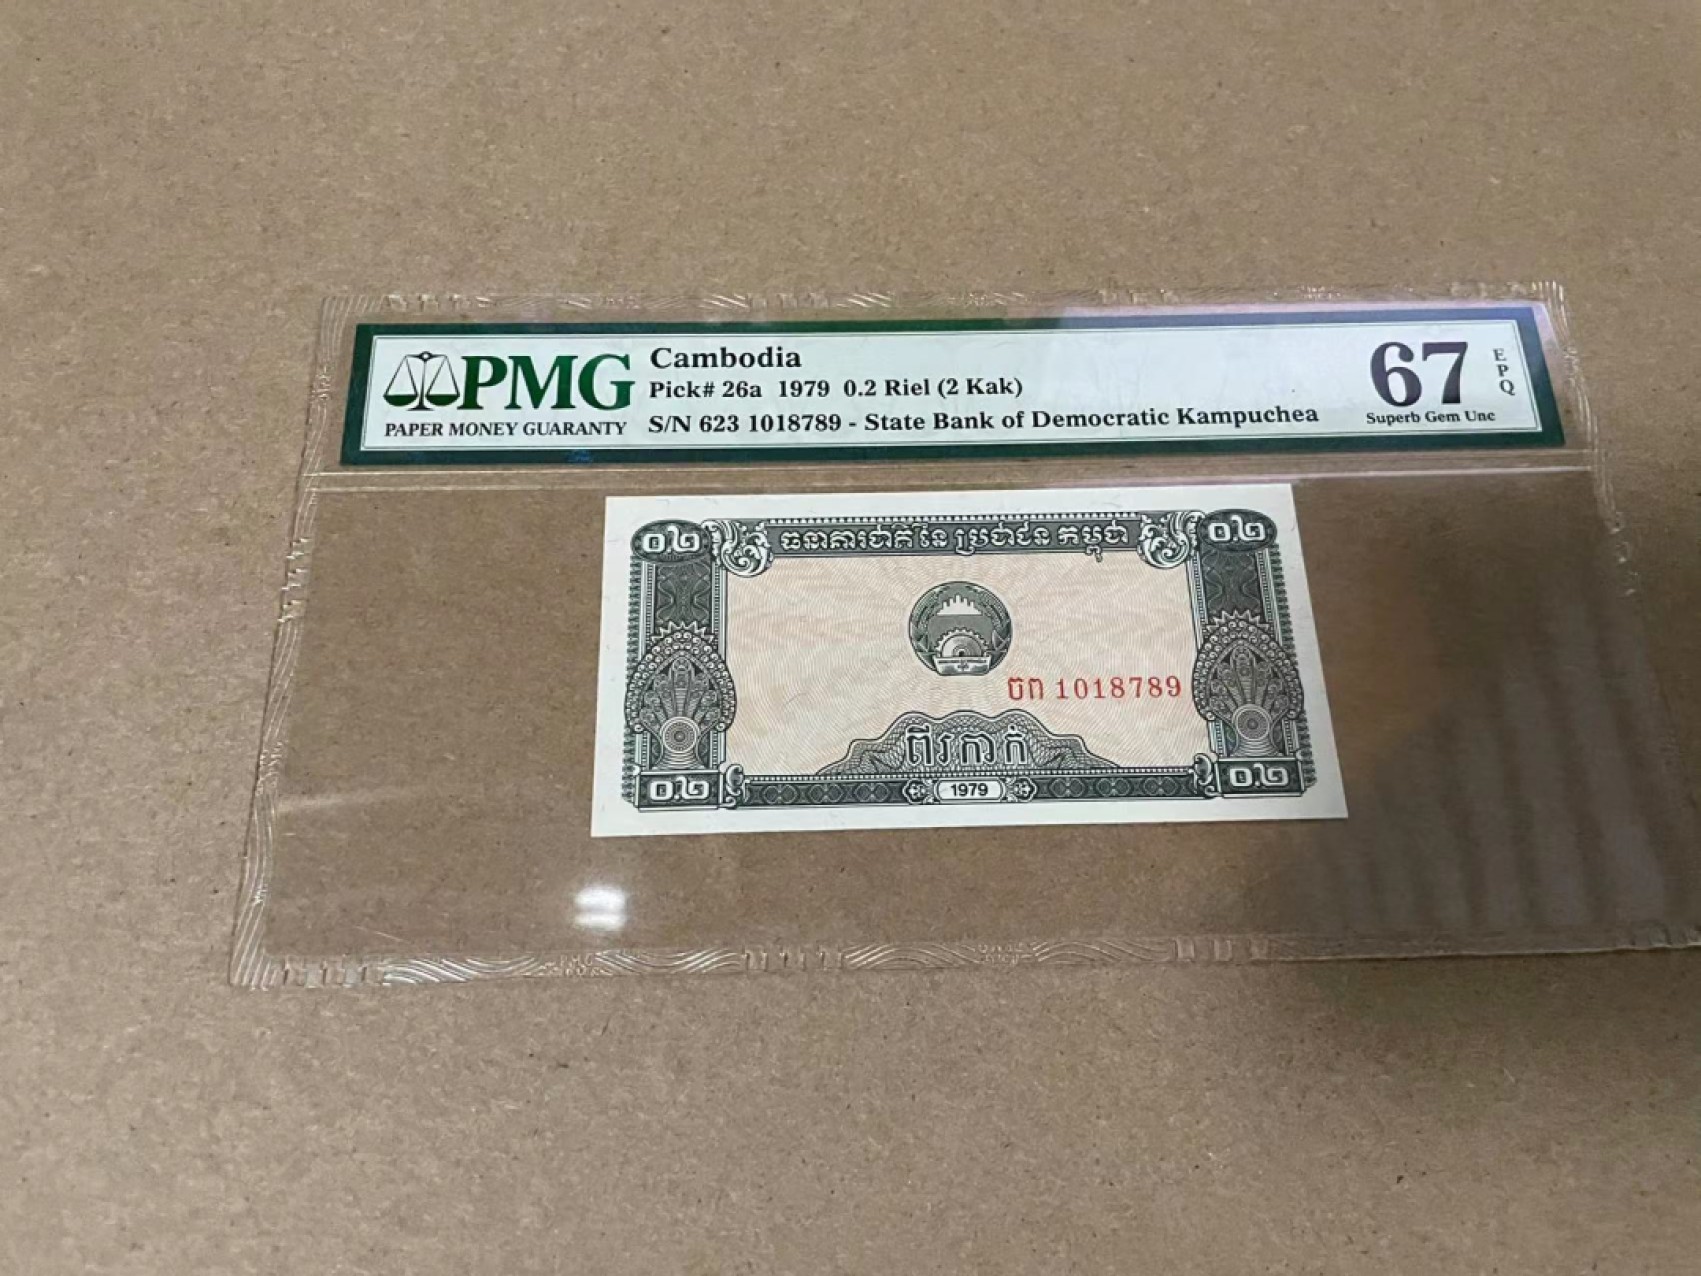 PMG
PAPER MONEY GUARANTY
Cambodia
Pick# 26a 1979 0.2 Riel (2 Kak)
S/N 623 1018789 - State Bank of Democratic Kampuchea
67
EPQ
Superb Gem Unc
០.២
ធនាគារជាតិ នៃ ប្រជាជន កម្ពុជា
០.២
ចព 1018789
ពីរកាក់
០.២
1979
០.២